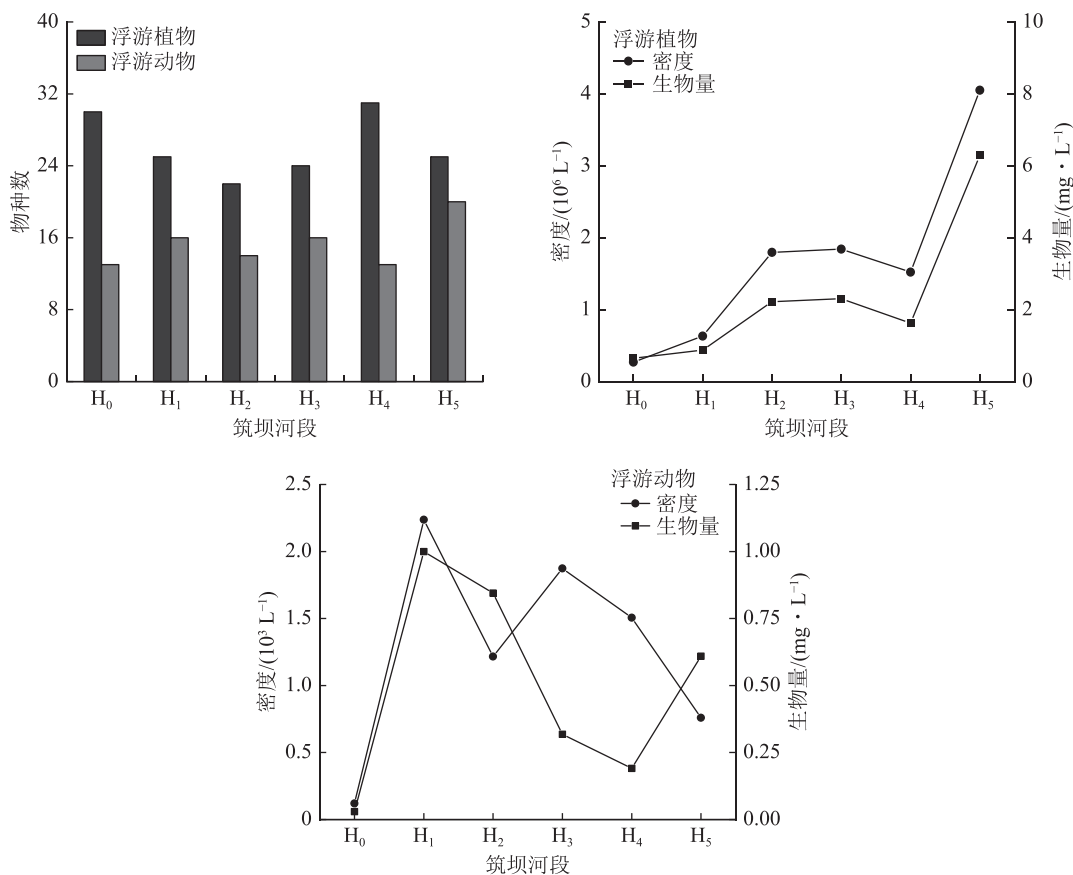 40
32
24
16
8
0
物种数
浮游植物
浮游动物
H₀ H₁ H₂ H₃ H₄ H₅
筑坝河段
5
4
3
2
1
0
密度/(10⁶ L⁻¹)
浮游植物
密度
生物量
10
8
6
4
2
0
生物量/(mg·L⁻¹)
H₀ H₁ H₂ H₃ H₄ H₅
筑坝河段
2.5
2.0
1.5
1.0
0.5
0
密度/(10³ L⁻¹)
浮游动物
密度
生物量
1.25
1.00
0.75
0.50
0.25
0.00
生物量/(mg·L⁻¹)
H₀ H₁ H₂ H₃ H₄ H₅
筑坝河段